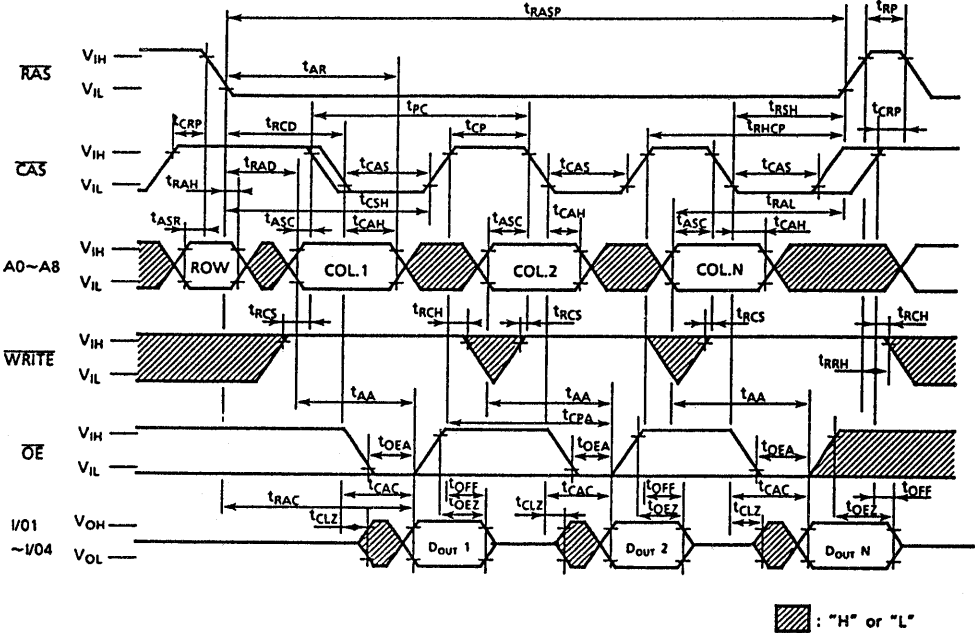 tRASP
tRP
VIH
RAS
VIL
tAR
tPC
tRSH
tCRP
tCRP
tRCD
tCP
tRHCP
VIH
CAS
VIL
tRAD
tCAS
tCAS
tCAS
tRAH
tCSH
tRAL
tASR
tASC
tCAH
tASC
tCAH
tASC
tCAH
VIH
A0~A8
VIL
ROW
COL.1
COL.2
COL.N
tRCS
tRCH
tRCS
tRCS
tRCH
VIH
WRITE
VIL
tRRH
tAA
tAA
tAA
tCPA
VIH
OE
VIL
tOEA
tOEA
tOEA
tRAC
tCAC
tOFF
tCAC
tOFF
tCAC
tOFF
tCLZ
tOEZ
tCLZ
tOEZ
tCLZ
tOEZ
I/01
~I/04
VOH
VOL
DOUT 1
DOUT 2
DOUT N
: "H" or "L"